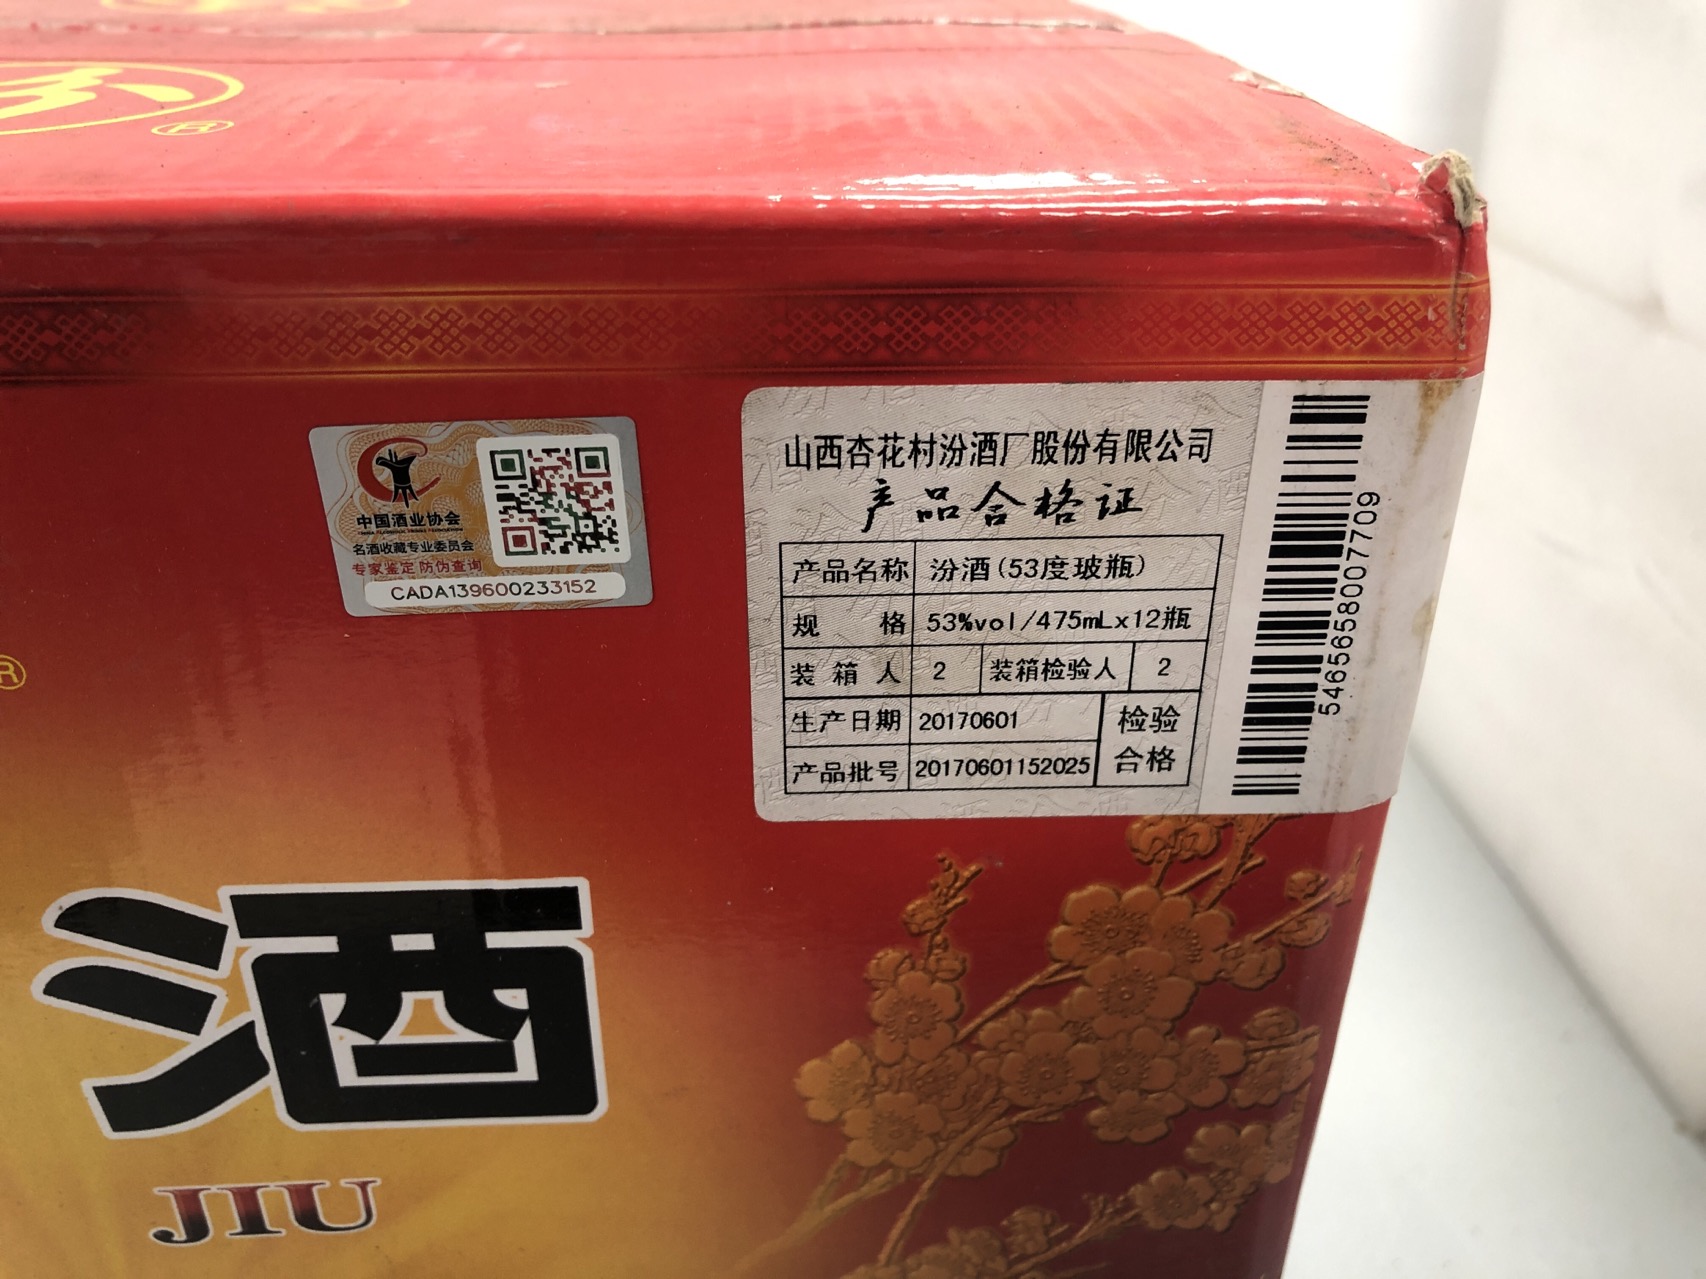 汾
®
®
中国酒业协会
名酒收藏专业委员会
专家鉴定 防伪查询
CADA139600233152
山西杏花村汾酒厂股份有限公司
产品合格证
产品名称 汾酒(53度玻瓶)
规 格 53%vol/475mLx12瓶
装 箱 人 2 装箱检验人 2
生产日期 20170601 检验
产品批号 20170601152025 合格
5465658007709
酒
JIU